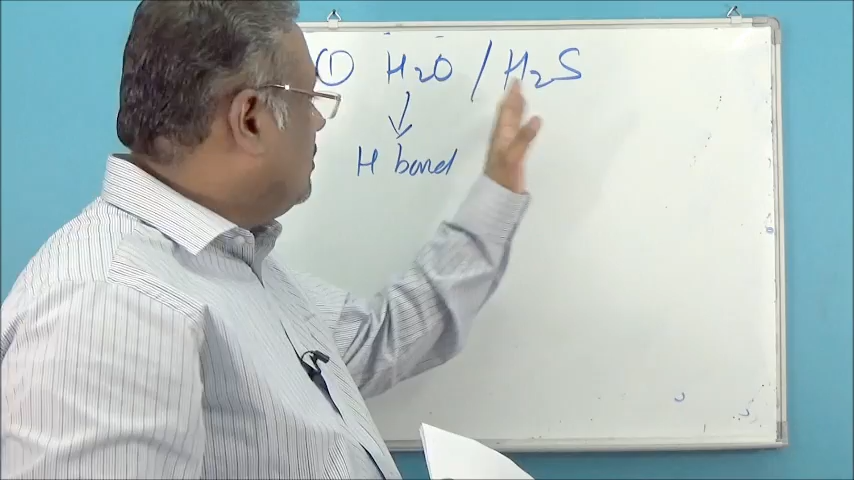 ① H₂O / H₂S
↓
H bond